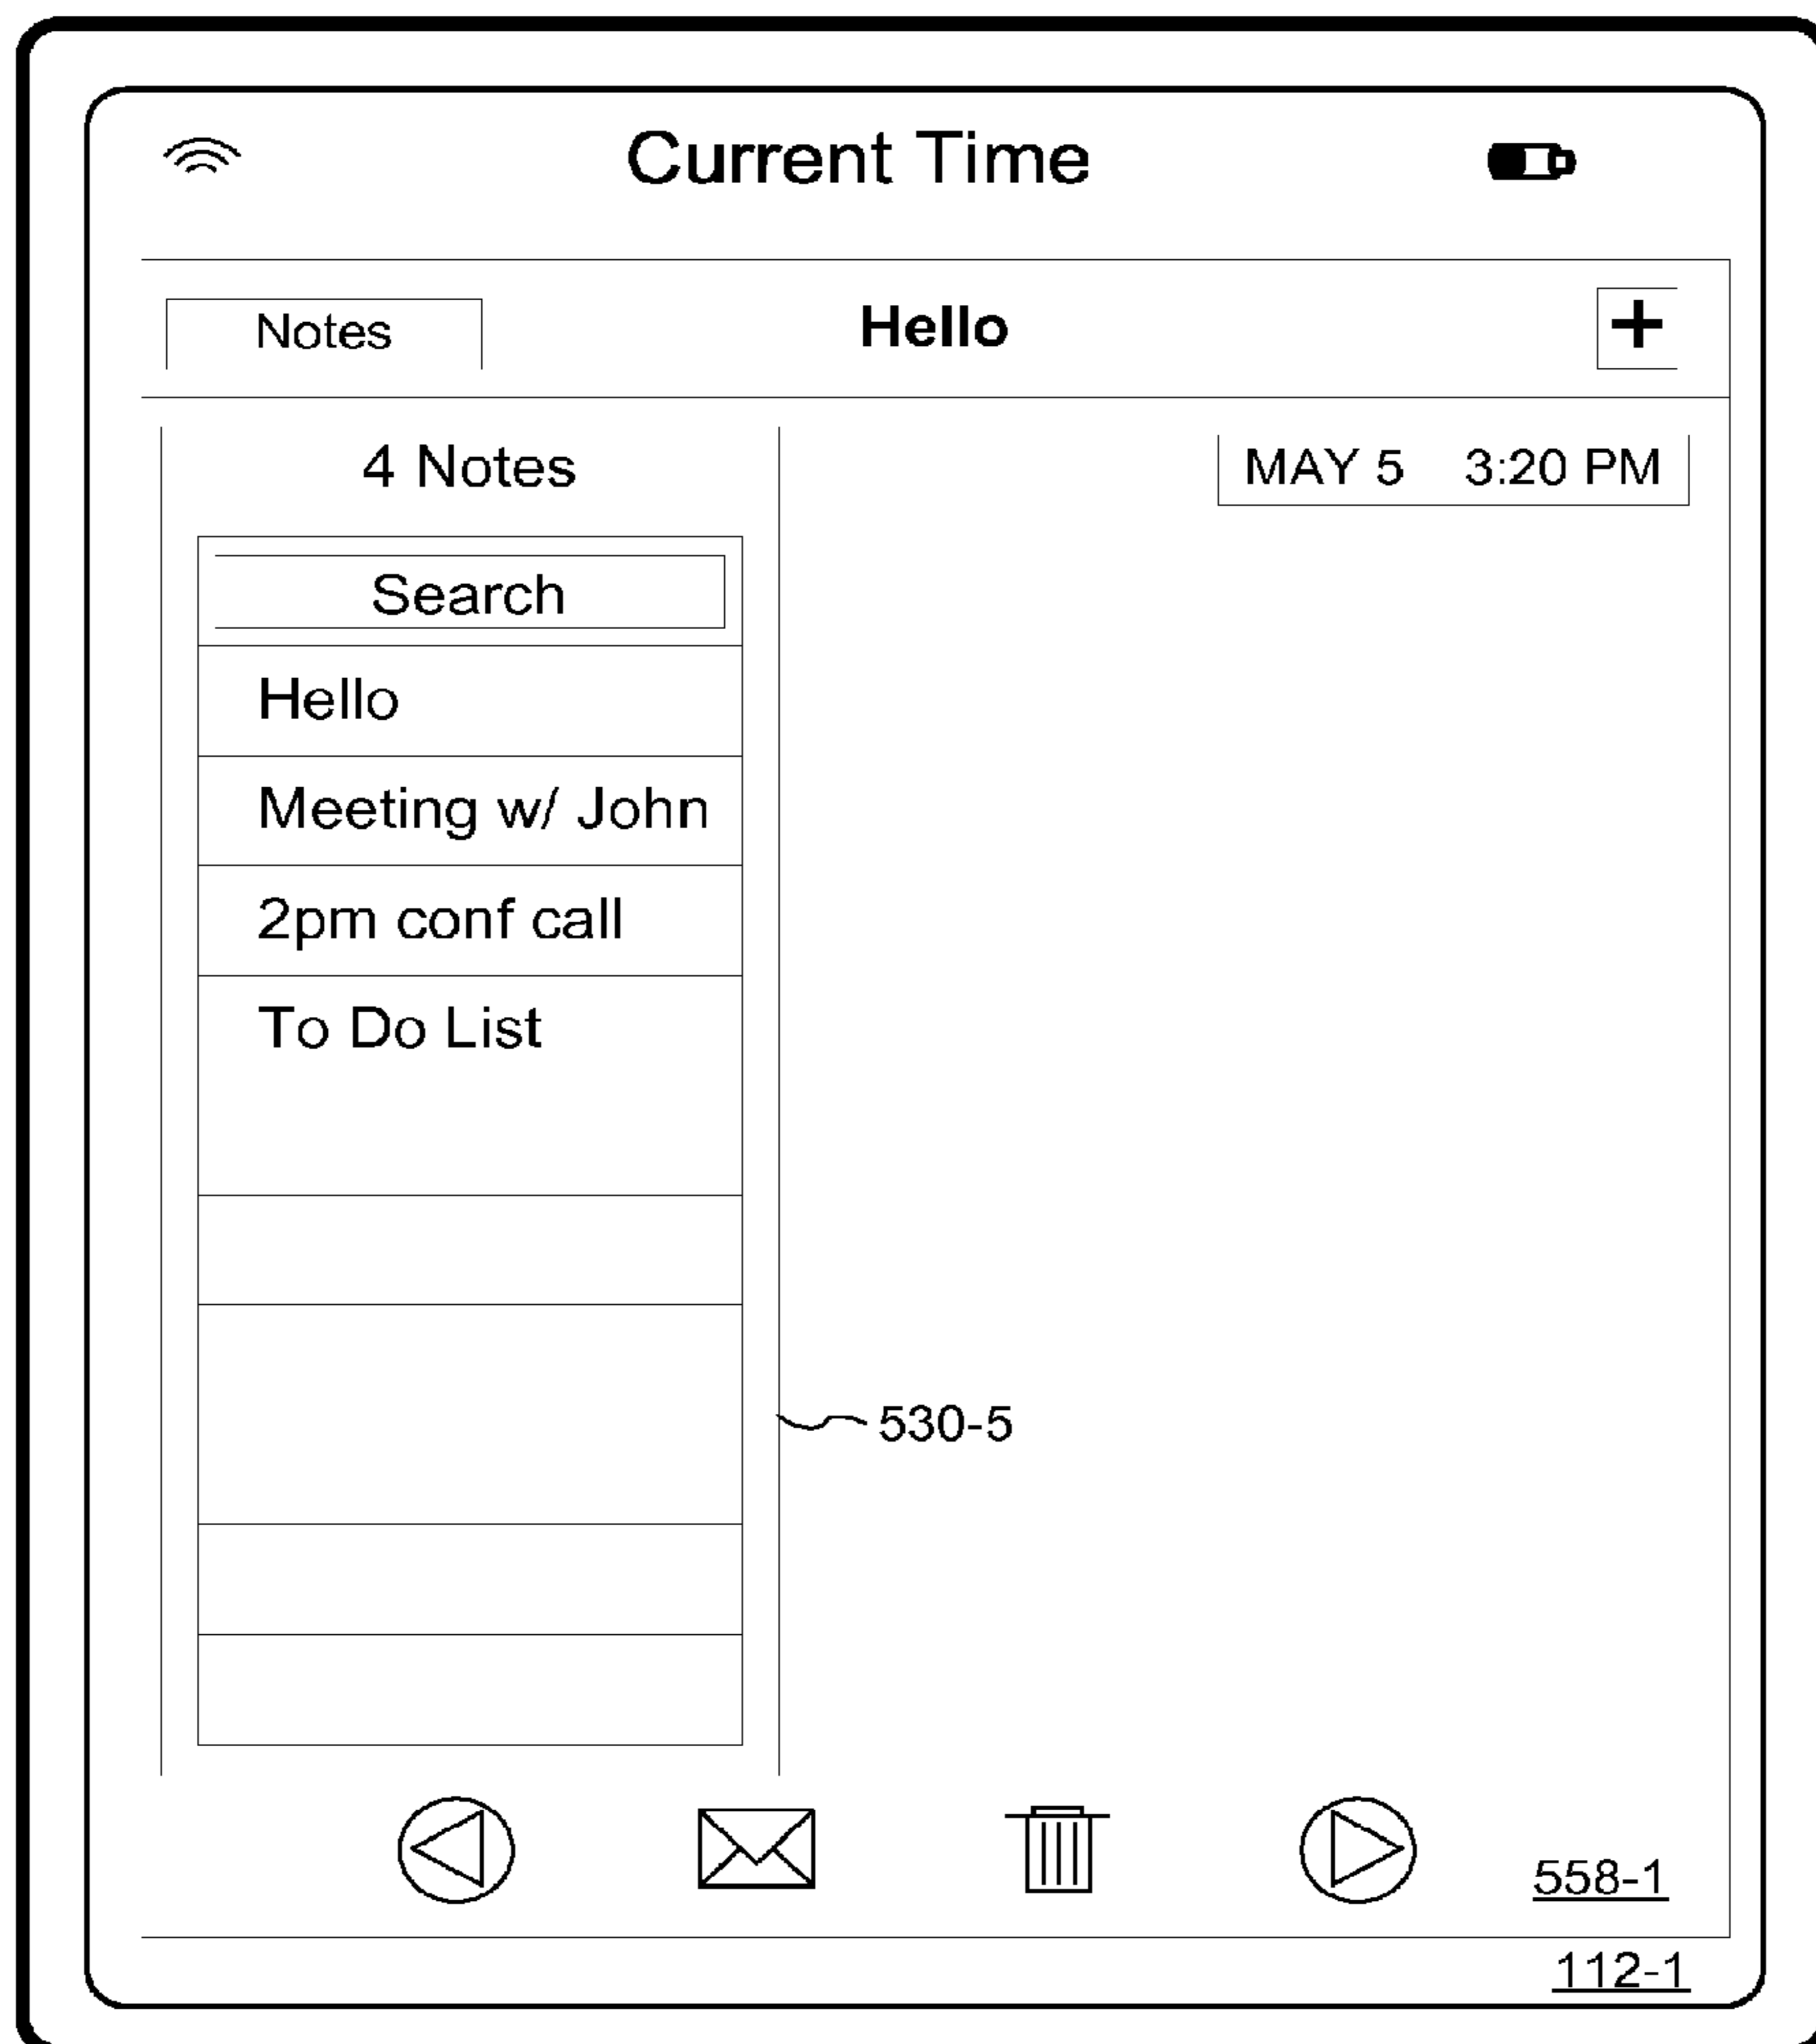 Current Time
Notes
Hello
+
4 Notes
MAY 5 3:20 PM
Search
Hello
Meeting w/ John
2pm conf call
To Do List
530-5
558-1
112-1